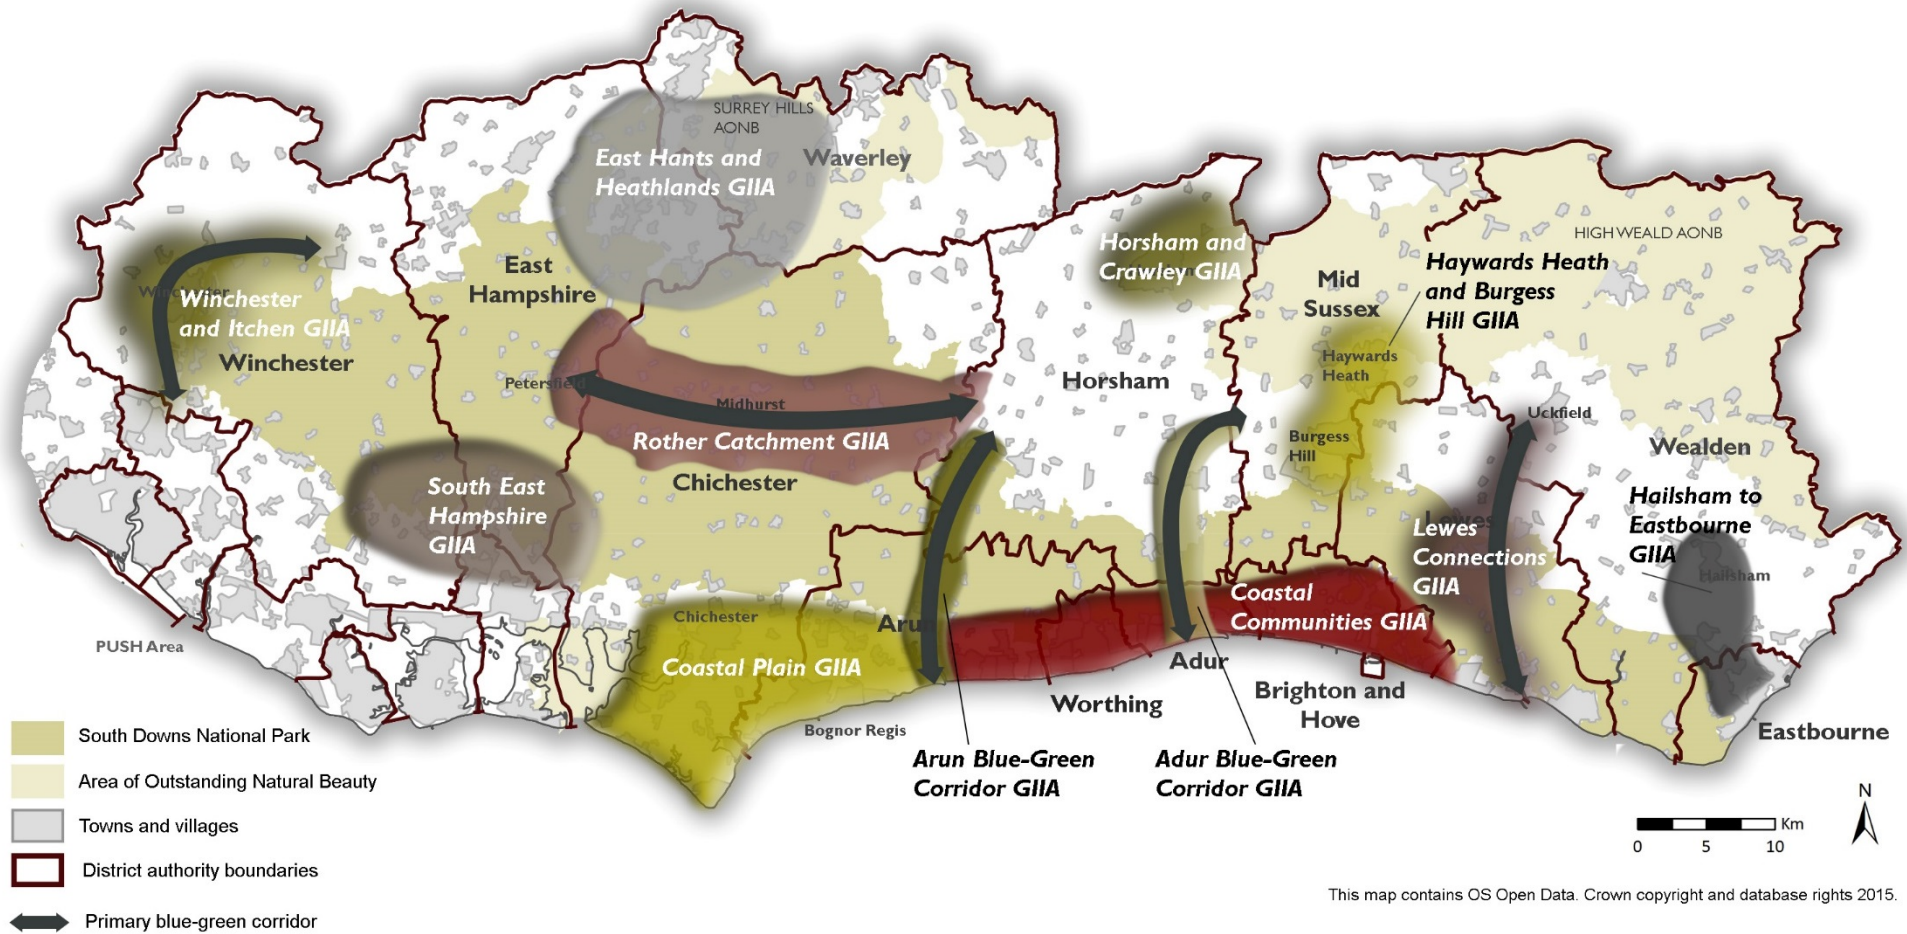 SURREY HILLS
AONB
East Hants and
Heathlands GIIA
Waverley
HIGH WEALD AONB
Horsham and
Crawley GIIA
Haywards Heath
and Burgess
Hill GIIA
Mid
Sussex
East
Hampshire
Winchester
Winchester
and Itchen GIIA
Winchester
Haywards
Heath
Petersfield
Midhurst
Rother Catchment GIIA
Horsham
Uckfield
Burgess
Hill
Wealden
Chichester
South East
Hampshire
GIIA
Hailsham to
Eastbourne
GIIA
Lewes
Lewes
Connections
GIIA
Hailsham
Coastal
Communities GIIA
Chichester
Arun
PUSH Area
Coastal Plain GIIA
Adur
Worthing
Brighton and
Hove
Bognor Regis
Eastbourne
Arun Blue-Green
Corridor GIIA
Adur Blue-Green
Corridor GIIA
South Downs National Park
Area of Outstanding Natural Beauty
Towns and villages
District authority boundaries
Primary blue-green corridor
N
Km
0 5 10
This map contains OS Open Data. Crown copyright and database rights 2015.